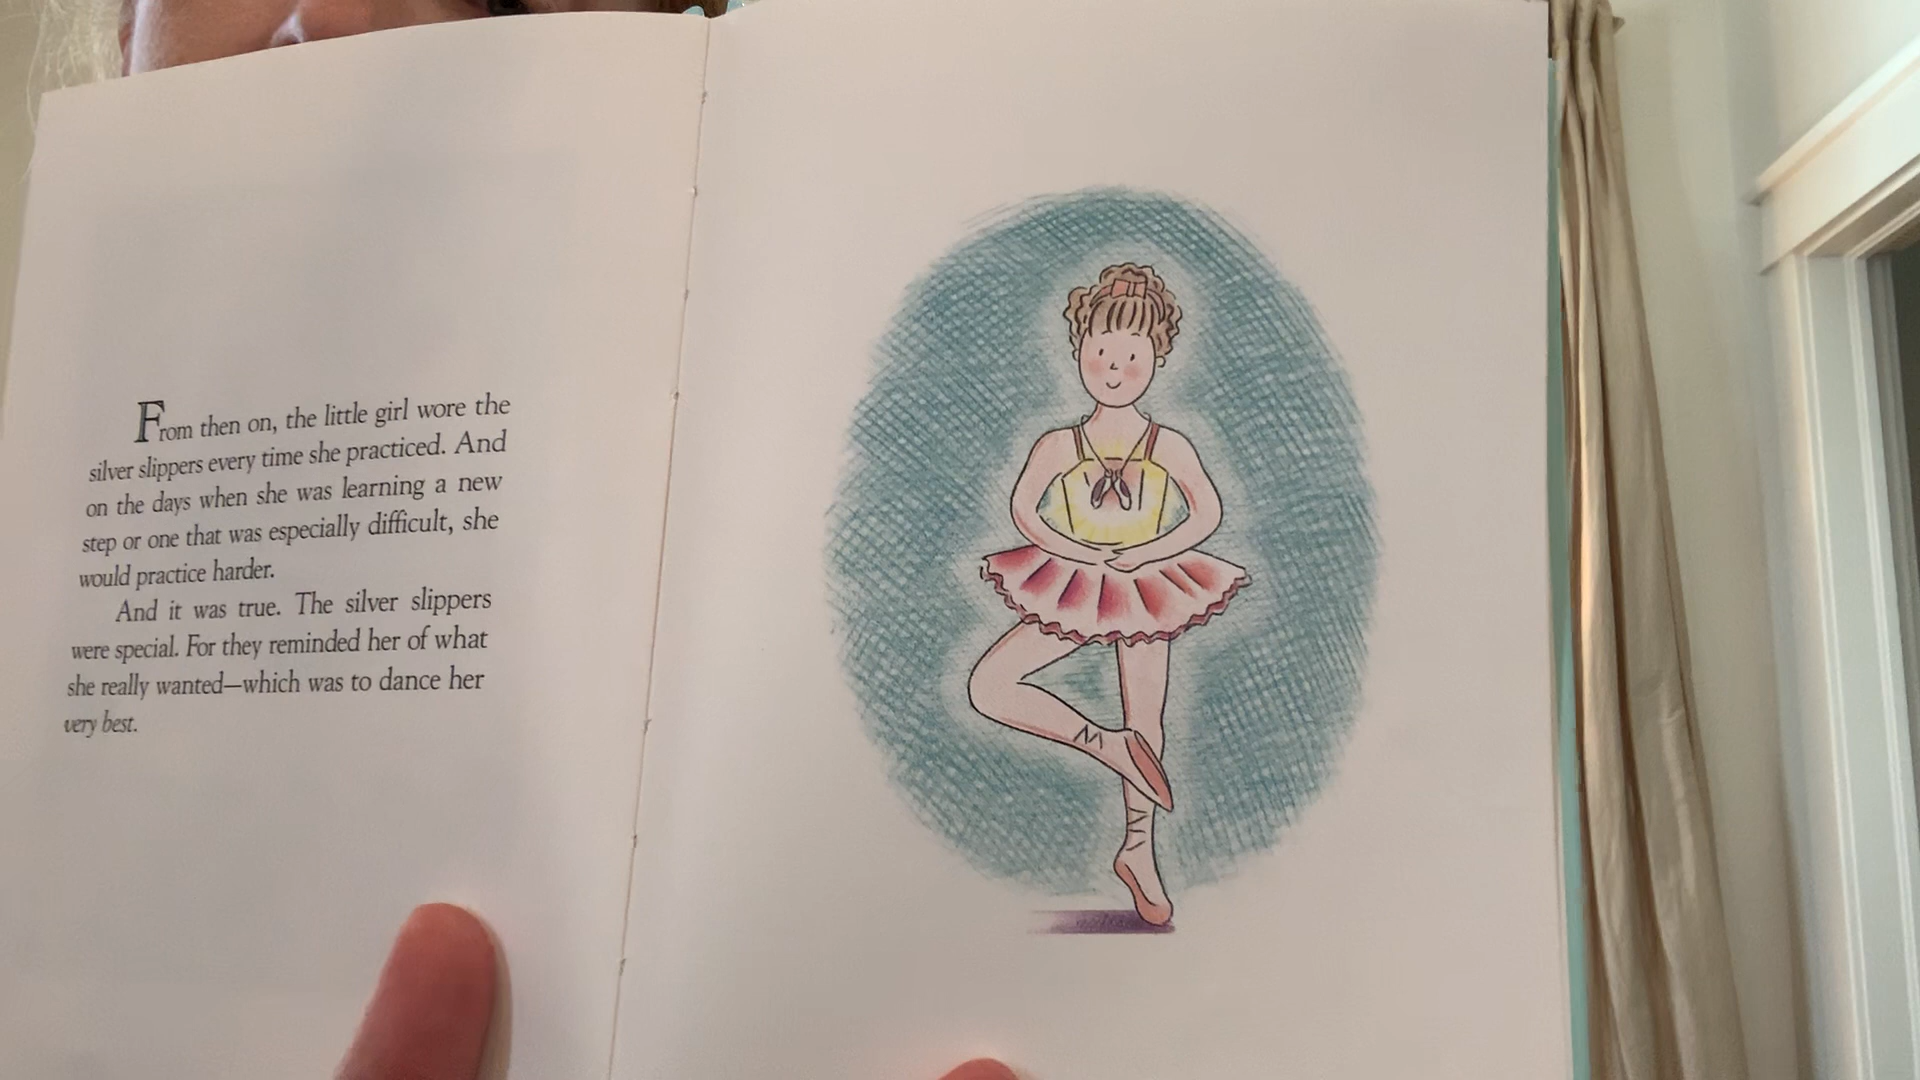 From then on, the little girl wore the
silver slippers every time she practiced. And
on the days when she was learning a new
step or one that was especially difficult, she
would practice harder.
And it was true. The silver slippers
were special. For they reminded her of what
she really wanted—which was to dance her
very best.